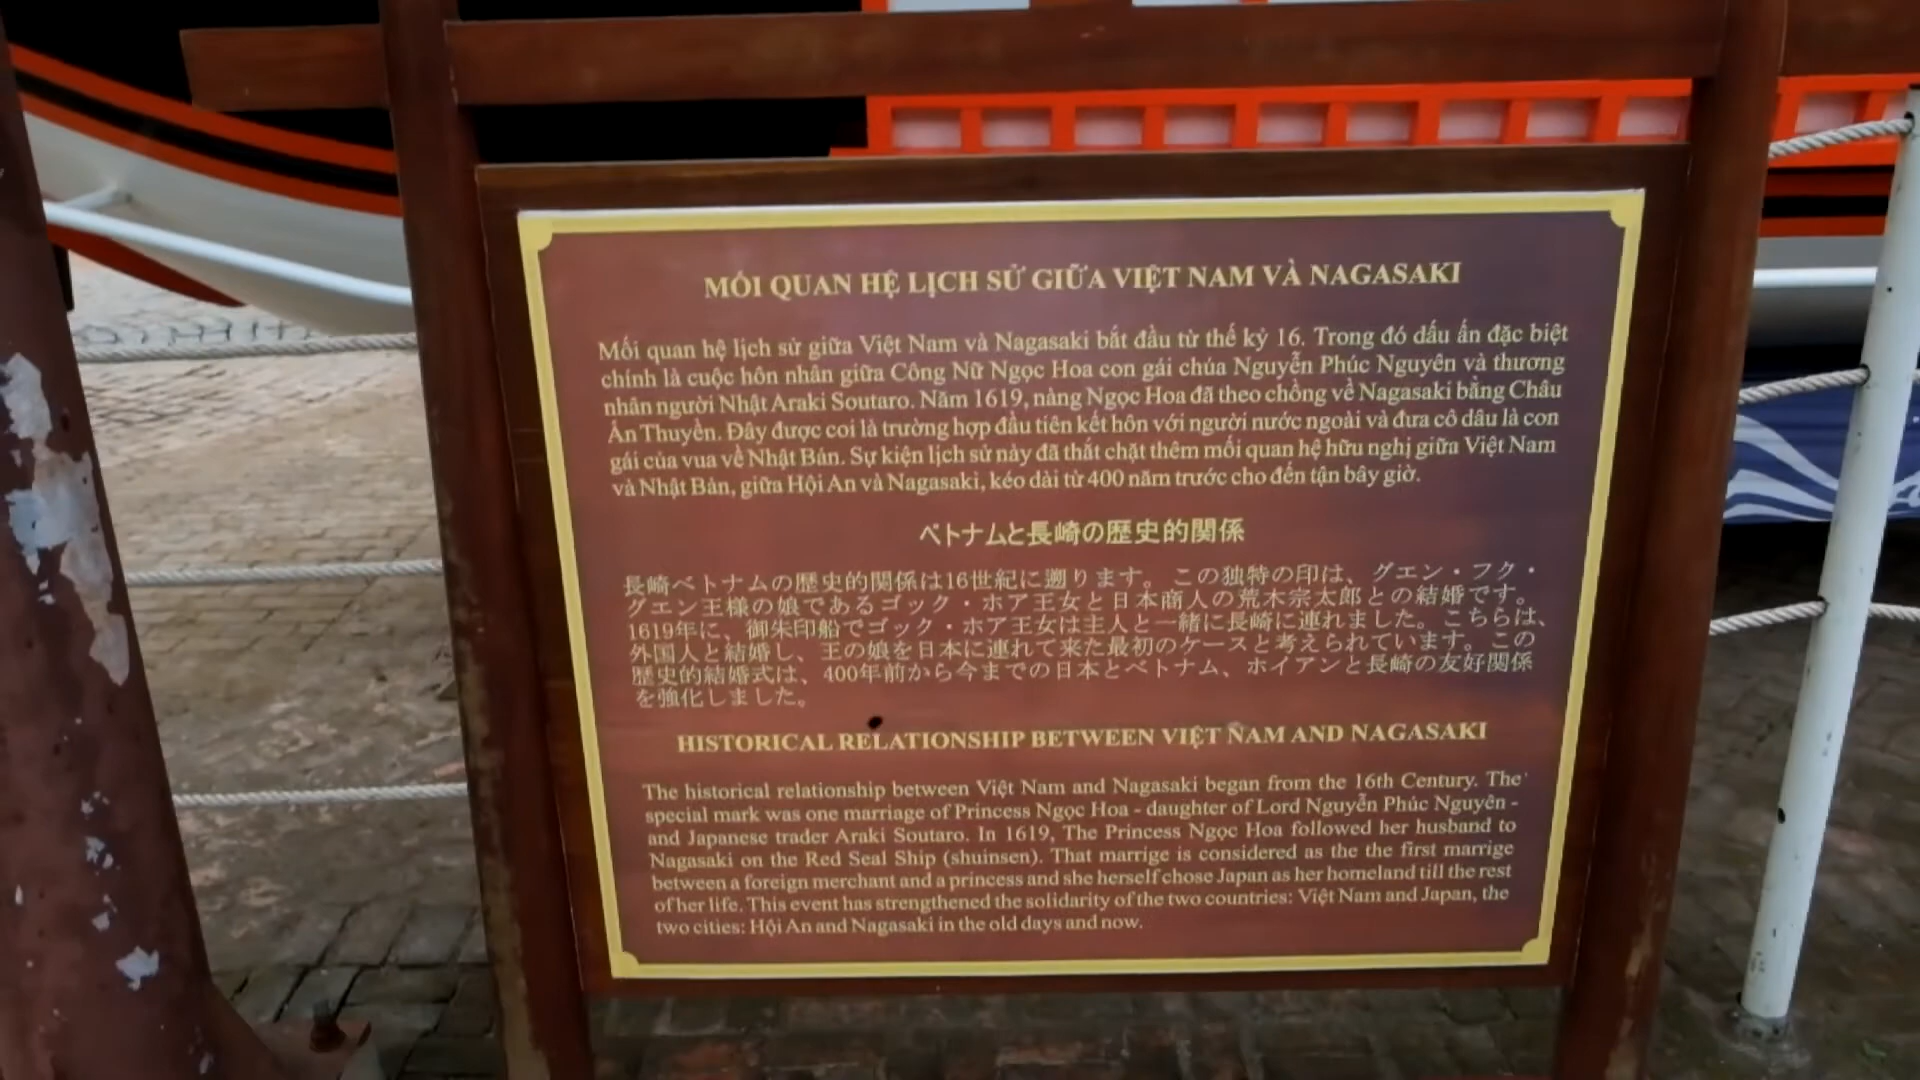 MỐI QUAN HỆ LỊCH SỬ GIỮA VIỆT NAM VÀ NAGASAKI
Mối quan hệ lịch sử giữa Việt Nam và Nagasaki bắt đầu từ thế kỷ 16. Trong đó dấu ấn đặc biệt
chính là cuộc hôn nhân giữa Công Nữ Ngọc Hoa con gái chúa Nguyễn Phúc Nguyên và thương
nhân người Nhật Araki Soutaro. Năm 1619, nàng Ngọc Hoa đã theo chồng về Nagasaki bằng Châu
Ấn Thuyền. Đây được coi là trường hợp đầu tiên kết hôn với người nước ngoài và đưa cô dâu là con
gái của vua về Nhật Bản. Sự kiện lịch sử này đã thắt chặt thêm mối quan hệ hữu nghị giữa Việt Nam
và Nhật Bản, giữa Hội An và Nagasaki, kéo dài từ 400 năm trước cho đến tận bây giờ.
ベトナムと長崎の歴史的関係
長崎ベトナムの歴史的関係は16世紀に遡ります。この独特の印は、グエン・フク・
グエン王様の娘であるゴック・ホア王女と日本商人の荒木宗太郎との結婚です。
1619年に、御朱印船でゴック・ホア王女は主人と一緒に長崎に連れました。こちらは、
外国人と結婚し、王の娘を日本に連れて来た最初のケースと考えられています。この
歴史的結婚式は、400年前から今までの日本とベトナム、ホイアンと長崎の友好関係
を強化しました。
HISTORICAL RELATIONSHIP BETWEEN VIỆT NAM AND NAGASAKI
The historical relationship between Việt Nam and Nagasaki began from the 16th Century. The
special mark was one marriage of Princess Ngọc Hoa - daughter of Lord Nguyễn Phúc Nguyên -
and Japanese trader Araki Soutaro. In 1619, The Princess Ngọc Hoa followed her husband to
Nagasaki on the Red Seal Ship (shuinsen). That marrige is considered as the the first marrige
between a foreign merchant and a princess and she herself chose Japan as her homeland till the rest
of her life. This event has strengthened the solidarity of the two countries: Việt Nam and Japan, the
two cities: Hội An and Nagasaki in the old days and now.